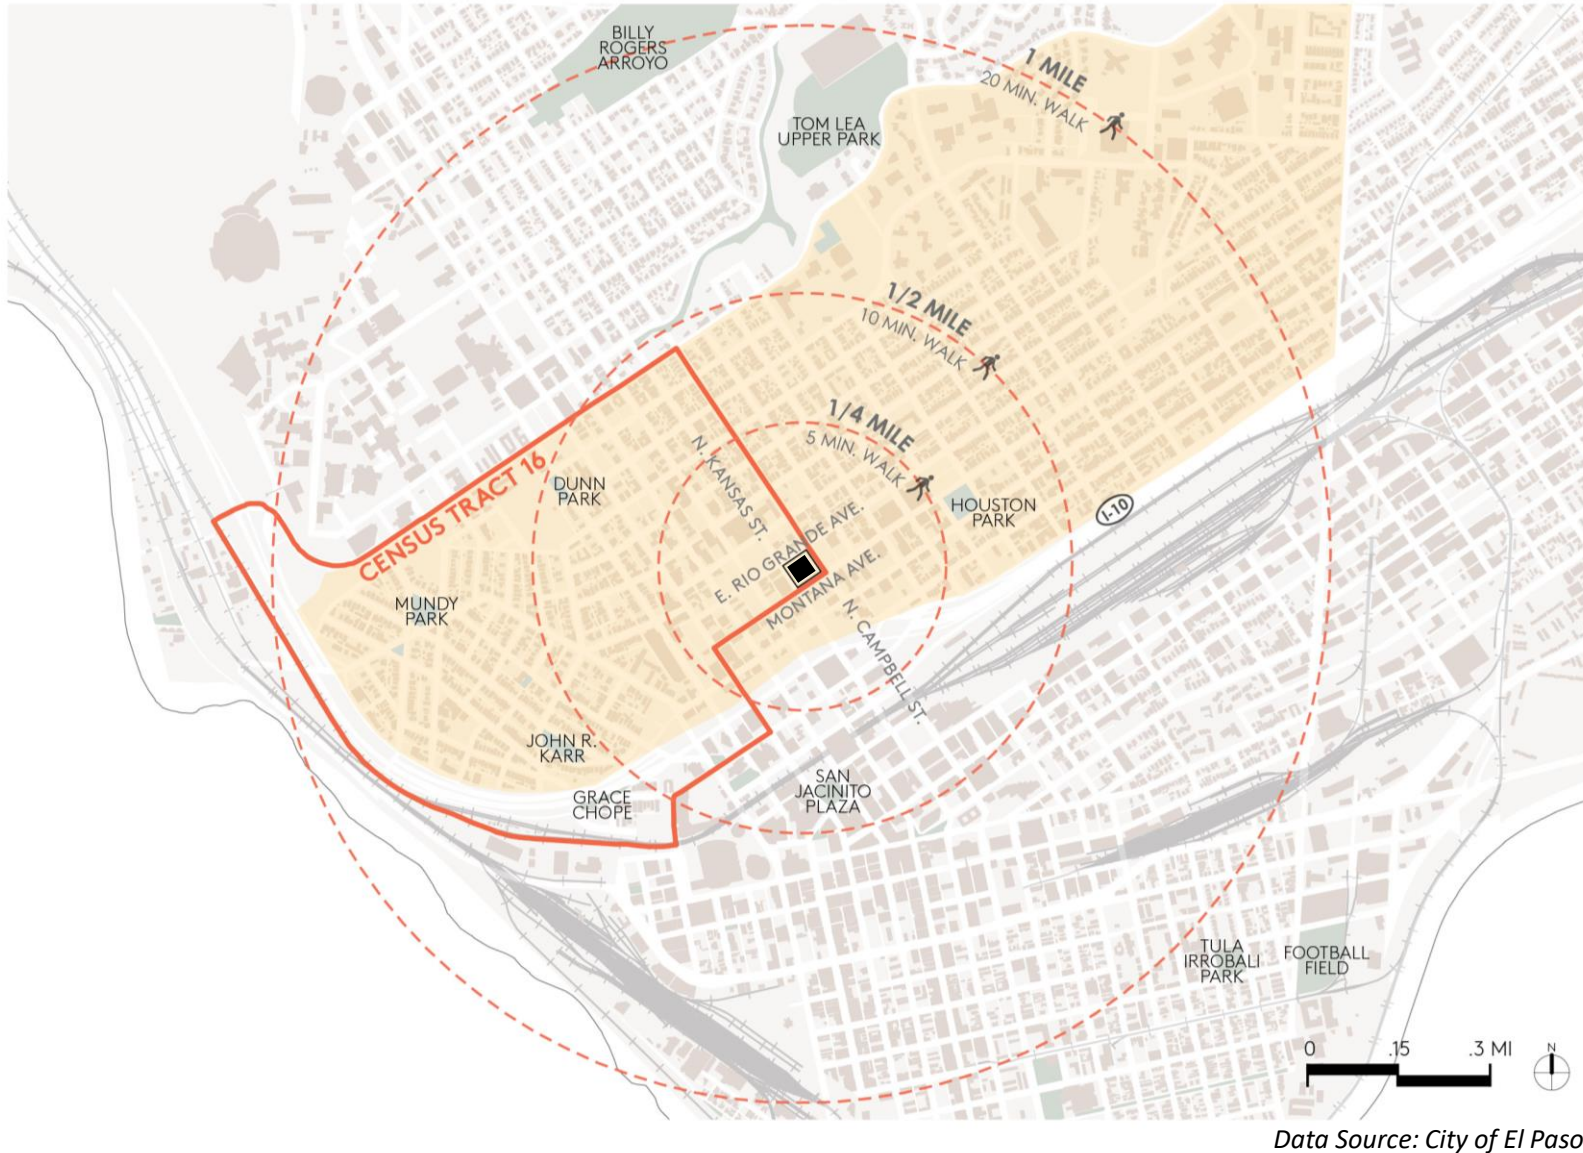 BILLY
ROGERS
ARROYO
1 MILE
20 MIN. WALK
TOM LEA
UPPER PARK
1/2 MILE
10 MIN. WALK
1/4 MILE
5 MIN. WALK
N. KANSAS ST.
CENSUS TRACT 16
DUNN
PARK
HOUSTON
PARK
I-10
E. RIO GRANDE AVE.
MONTANA AVE.
MUNDY
PARK
N. CAMPBELL ST.
JOHN R.
KARR
GRACE
CHOPE
SAN
JACINTO
PLAZA
TULA
IRROBALI
PARK
FOOTBALL
FIELD
0 .15 .3 MI
N
Data Source: City of El Paso